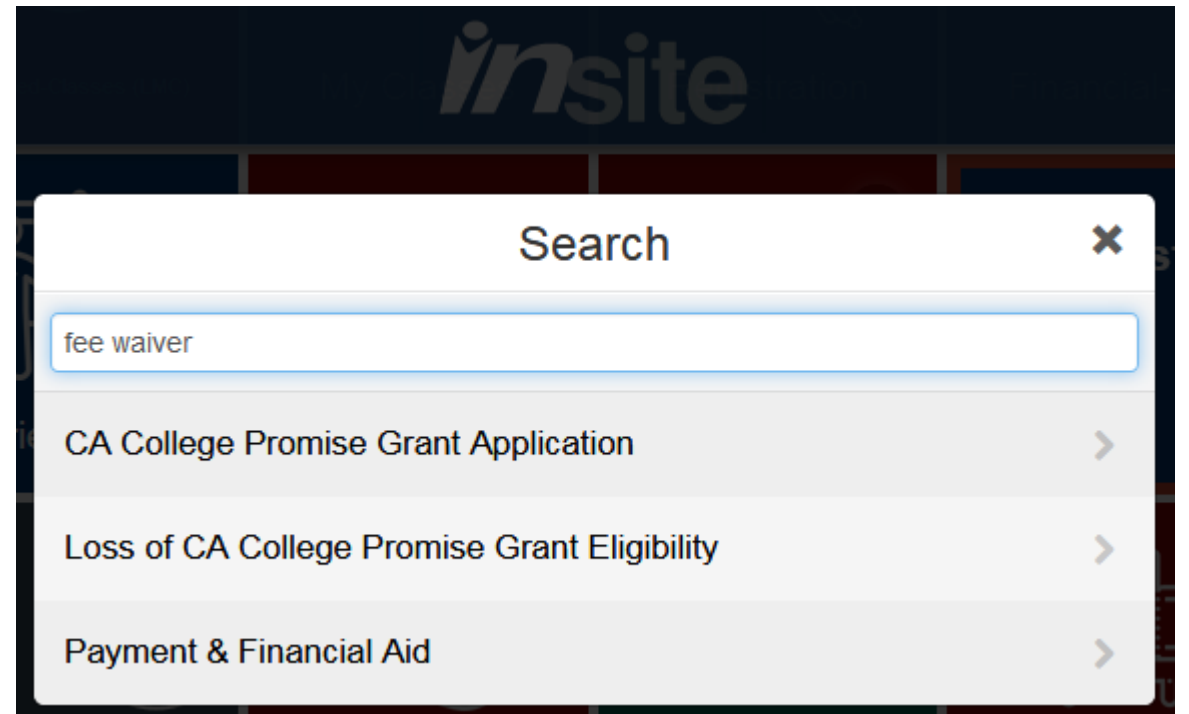 insite
Search
fee waiver
CA College Promise Grant Application
Loss of CA College Promise Grant Eligibility
Payment & Financial Aid